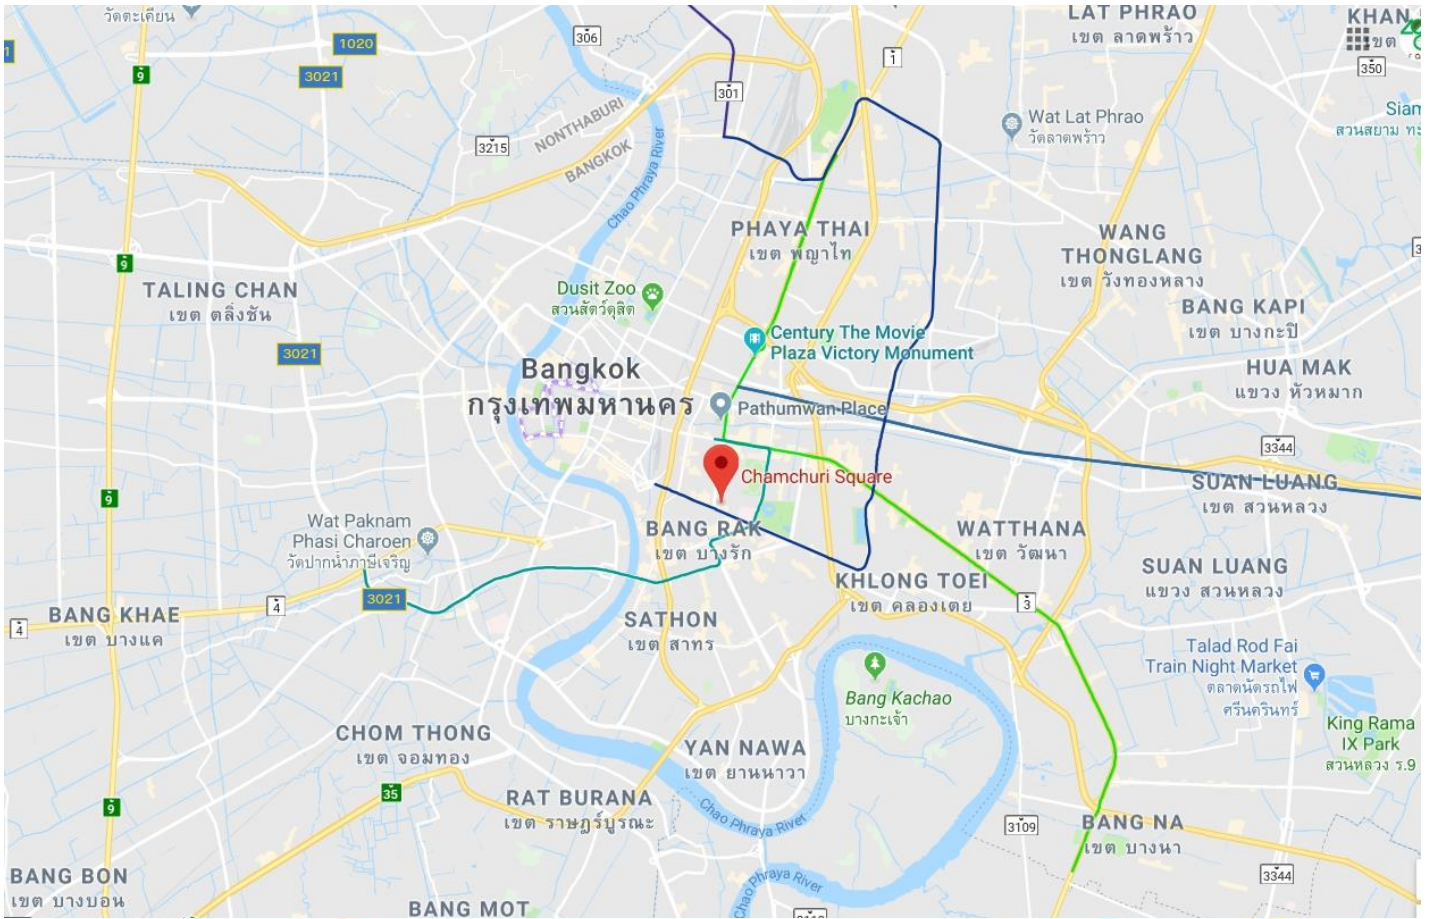 วัดตะเคียน
1020
3021
306
9
1
301
LAT PHRAO
เขต ลาดพร้าว
KHAN
เขต
350
Siam
สวนสยาม ทะ
1
3215
NONTHABURI
BANGKOK
Chao Phraya River
Wat Lat Phrao
วัดลาดพร้าว
PHAYA THAI
เขต พญาไท
WANG
THONGLANG
เขต วังทองหลาง
9
TALING CHAN
เขต ตลิ่งชัน
Dusit Zoo
สวนสัตว์ดุสิต
BANG KAPI
เขต บางกะปิ
3021
Century The Movie
Plaza Victory Monument
Bangkok
กรุงเทพมหานคร
HUA MAK
แขวง หัวหมาก
Pathumwan Place
3344
Chamchuri Square
SUAN LUANG
เขต สวนหลวง
9
Wat Paknam
Phasi Charoen
วัดปากน้ำภาษีเจริญ
BANG RAK
เขต บางรัก
WATTHANA
เขต วัฒนา
KHLONG TOEI
เขต คลองเตย
SUAN LUANG
แขวง สวนหลวง
3021
4
4
BANG KHAE
เขต บางแค
SATHON
เขต สาทร
3
Talad Rod Fai
Train Night Market
ตลาดนัดรถไฟ
ศรีนครินทร์
Bang Kachao
บางกะเจ้า
King Rama
IX Park
สวนหลวง ร.9
CHOM THONG
เขต จอมทอง
YAN NAWA
เขต ยานนาวา
35
9
RAT BURANA
เขต ราษฎร์บูรณะ
Chao Phraya River
3109
BANG NA
เขต บางนา
BANG BON
เขต บางบอน
3344
Chao Phraya River
BANG MOT